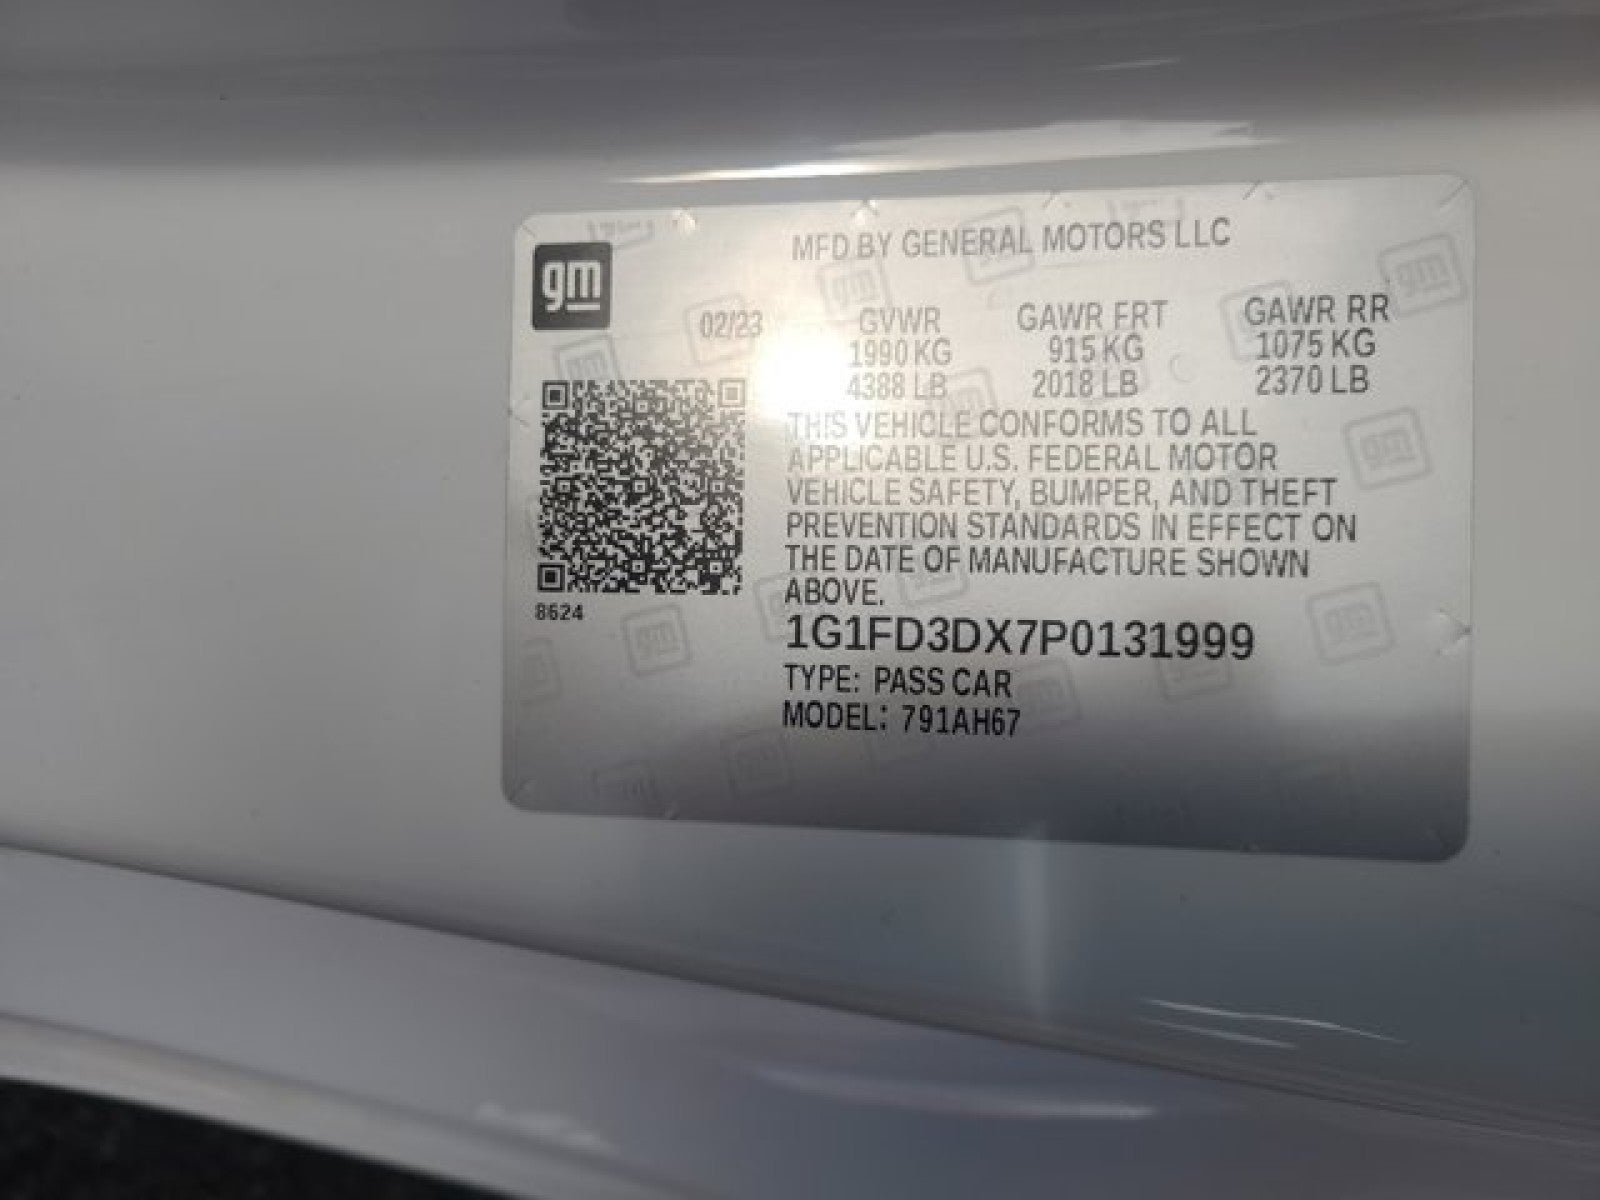 gm
MFD BY GENERAL MOTORS LLC
02/23 GVWR GAWR FRT GAWR RR
1990 KG 915 KG 1075 KG
4388 LB 2018 LB 2370 LB
THIS VEHICLE CONFORMS TO ALL
APPLICABLE U.S. FEDERAL MOTOR
VEHICLE SAFETY, BUMPER, AND THEFT
PREVENTION STANDARDS IN EFFECT ON
THE DATE OF MANUFACTURE SHOWN
ABOVE.
8624
1G1FD3DX7P0131999
TYPE: PASS CAR
MODEL: 791AH67